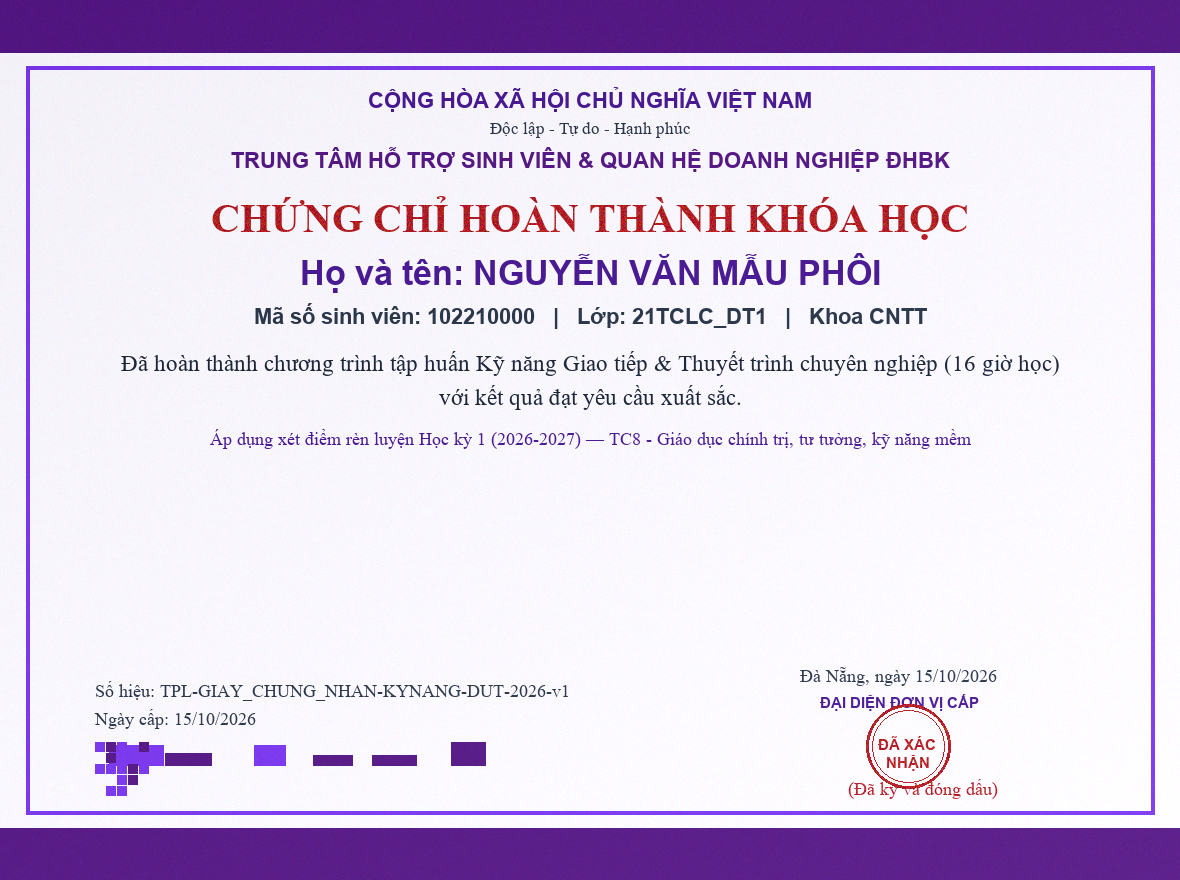 CỘNG HÒA XÃ HỘI CHỦ NGHĨA VIỆT NAM
Độc lập - Tự do - Hạnh phúc
TRUNG TÂM HỖ TRỢ SINH VIÊN & QUAN HỆ DOANH NGHIỆP ĐHBK
CHỨNG CHỈ HOÀN THÀNH KHÓA HỌC
Họ và tên: NGUYỄN VĂN MẪU PHÔI
Mã số sinh viên: 102210000 | Lớp: 21TCLC_DT1 | Khoa CNTT
Đã hoàn thành chương trình tập huấn Kỹ năng Giao tiếp & Thuyết trình chuyên nghiệp (16 giờ học)
với kết quả đạt yêu cầu xuất sắc.
Áp dụng xét điểm rèn luyện Học kỳ 1 (2026-2027) — TC8 - Giáo dục chính trị, tư tưởng, kỹ năng mềm
Số hiệu: TPL-GIAY_CHUNG_NHAN-KYNANG-DUT-2026-v1
Ngày cấp: 15/10/2026
Đà Nẵng, ngày 15/10/2026
ĐẠI DIỆN ĐƠN VỊ CẤP
ĐÃ XÁC
NHẬN
(Đã ký và đóng dấu)